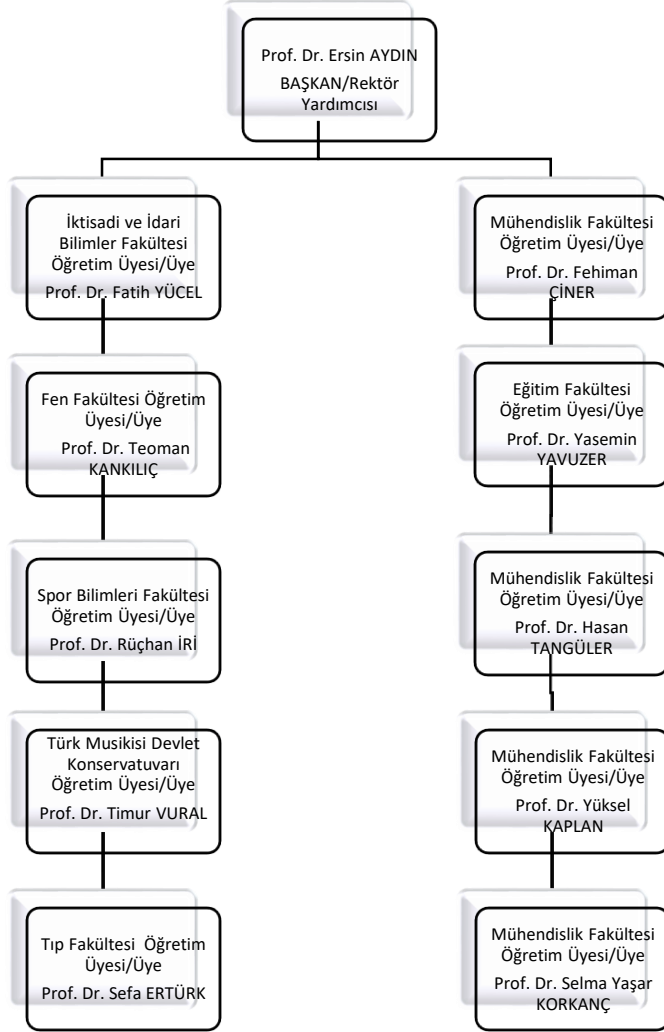 Prof. Dr. Ersin AYDIN
BAŞKAN/Rektör
Yardımcısı
İktisadi ve İdari
Bilimler Fakültesi
Öğretim Üyesi/Üye
Prof. Dr. Fatih YÜCEL
Fen Fakültesi Öğretim
Üyesi/Üye
Prof. Dr. Teoman
KANKILIÇ
Spor Bilimleri Fakültesi
Öğretim Üyesi/Üye
Prof. Dr. Rüçhan İRİ
Türk Musikisi Devlet
Konservatuvarı
Öğretim Üyesi/Üye
Prof. Dr. Timur VURAL
Tıp Fakültesi  Öğretim
Üyesi/Üye
Prof. Dr. Sefa ERTÜRK
Mühendislik Fakültesi
Öğretim Üyesi/Üye
Prof. Dr. Fehiman
ÇİNER
Eğitim Fakültesi
Öğretim Üyesi/Üye
Prof. Dr. Yasemin
YAVUZER
Mühendislik Fakültesi
Öğretim Üyesi/Üye
Prof. Dr. Hasan
TANGÜLER
Mühendislik Fakültesi
Öğretim Üyesi/Üye
Prof. Dr. Yüksel
KAPLAN
Mühendislik Fakültesi
Öğretim Üyesi/Üye
Prof. Dr. Selma Yaşar
KORKANÇ